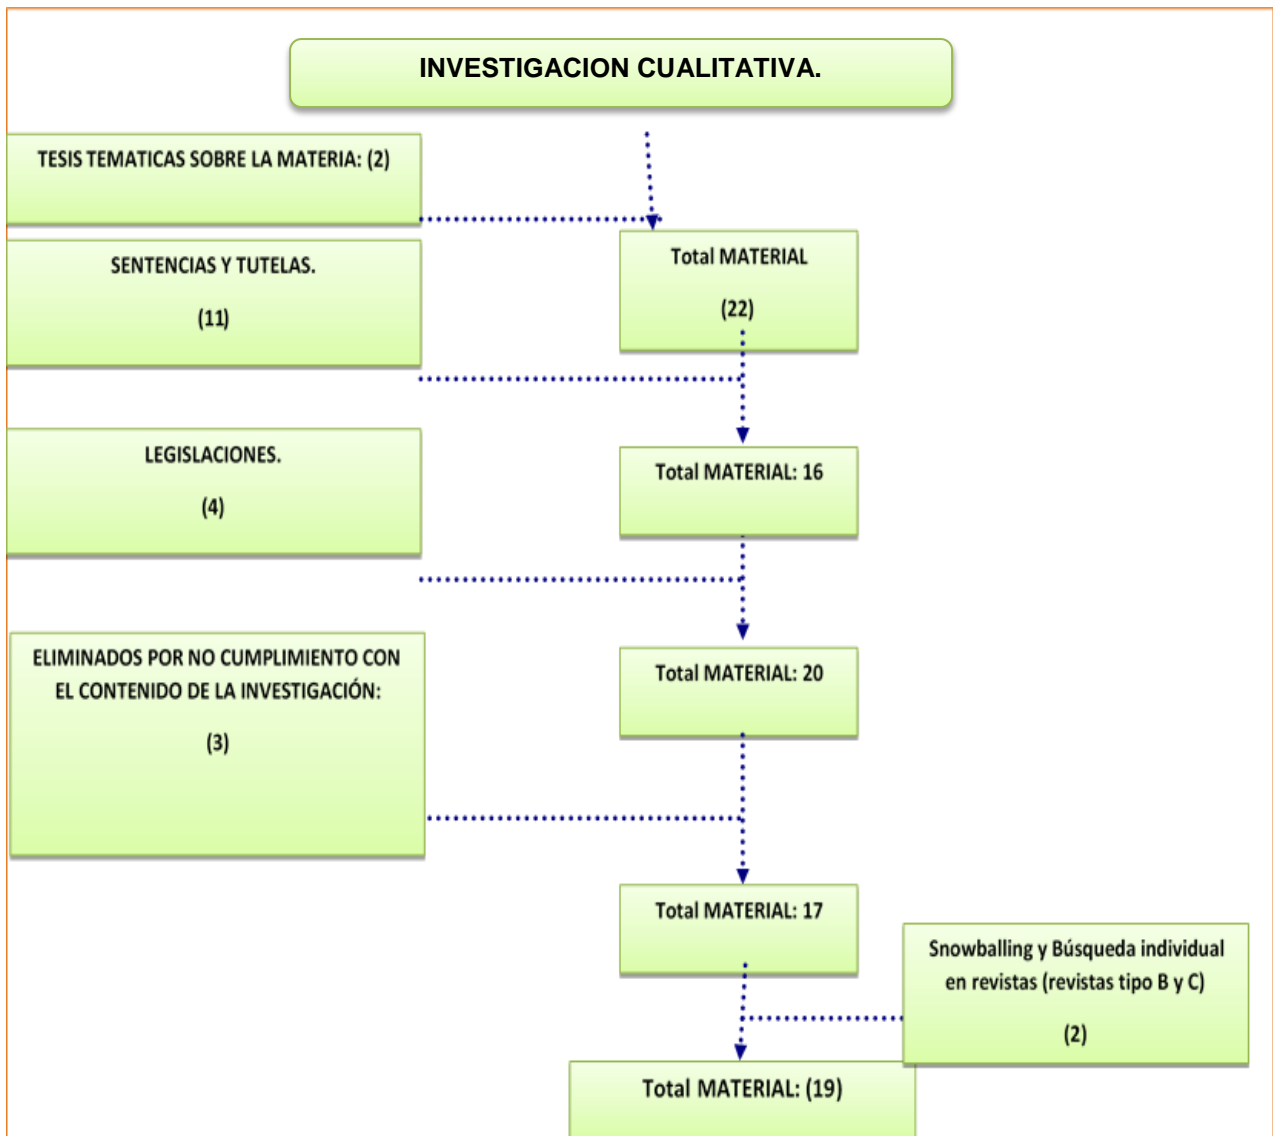 INVESTIGACION CUALITATIVA.
TESIS TEMATICAS SOBRE LA MATERIA: (2)
SENTENCIAS Y TUTELAS.
(11)
Total MATERIAL
(22)
LEGISLACIONES.
(4)
Total MATERIAL: 16
ELIMINADOS POR NO CUMPLIMIENTO CON
EL CONTENIDO DE LA INVESTIGACIÓN:
(3)
Total MATERIAL: 20
Total MATERIAL: 17
Snowballing y Búsqueda individual
en revistas (revistas tipo B y C)
(2)
Total MATERIAL: (19)